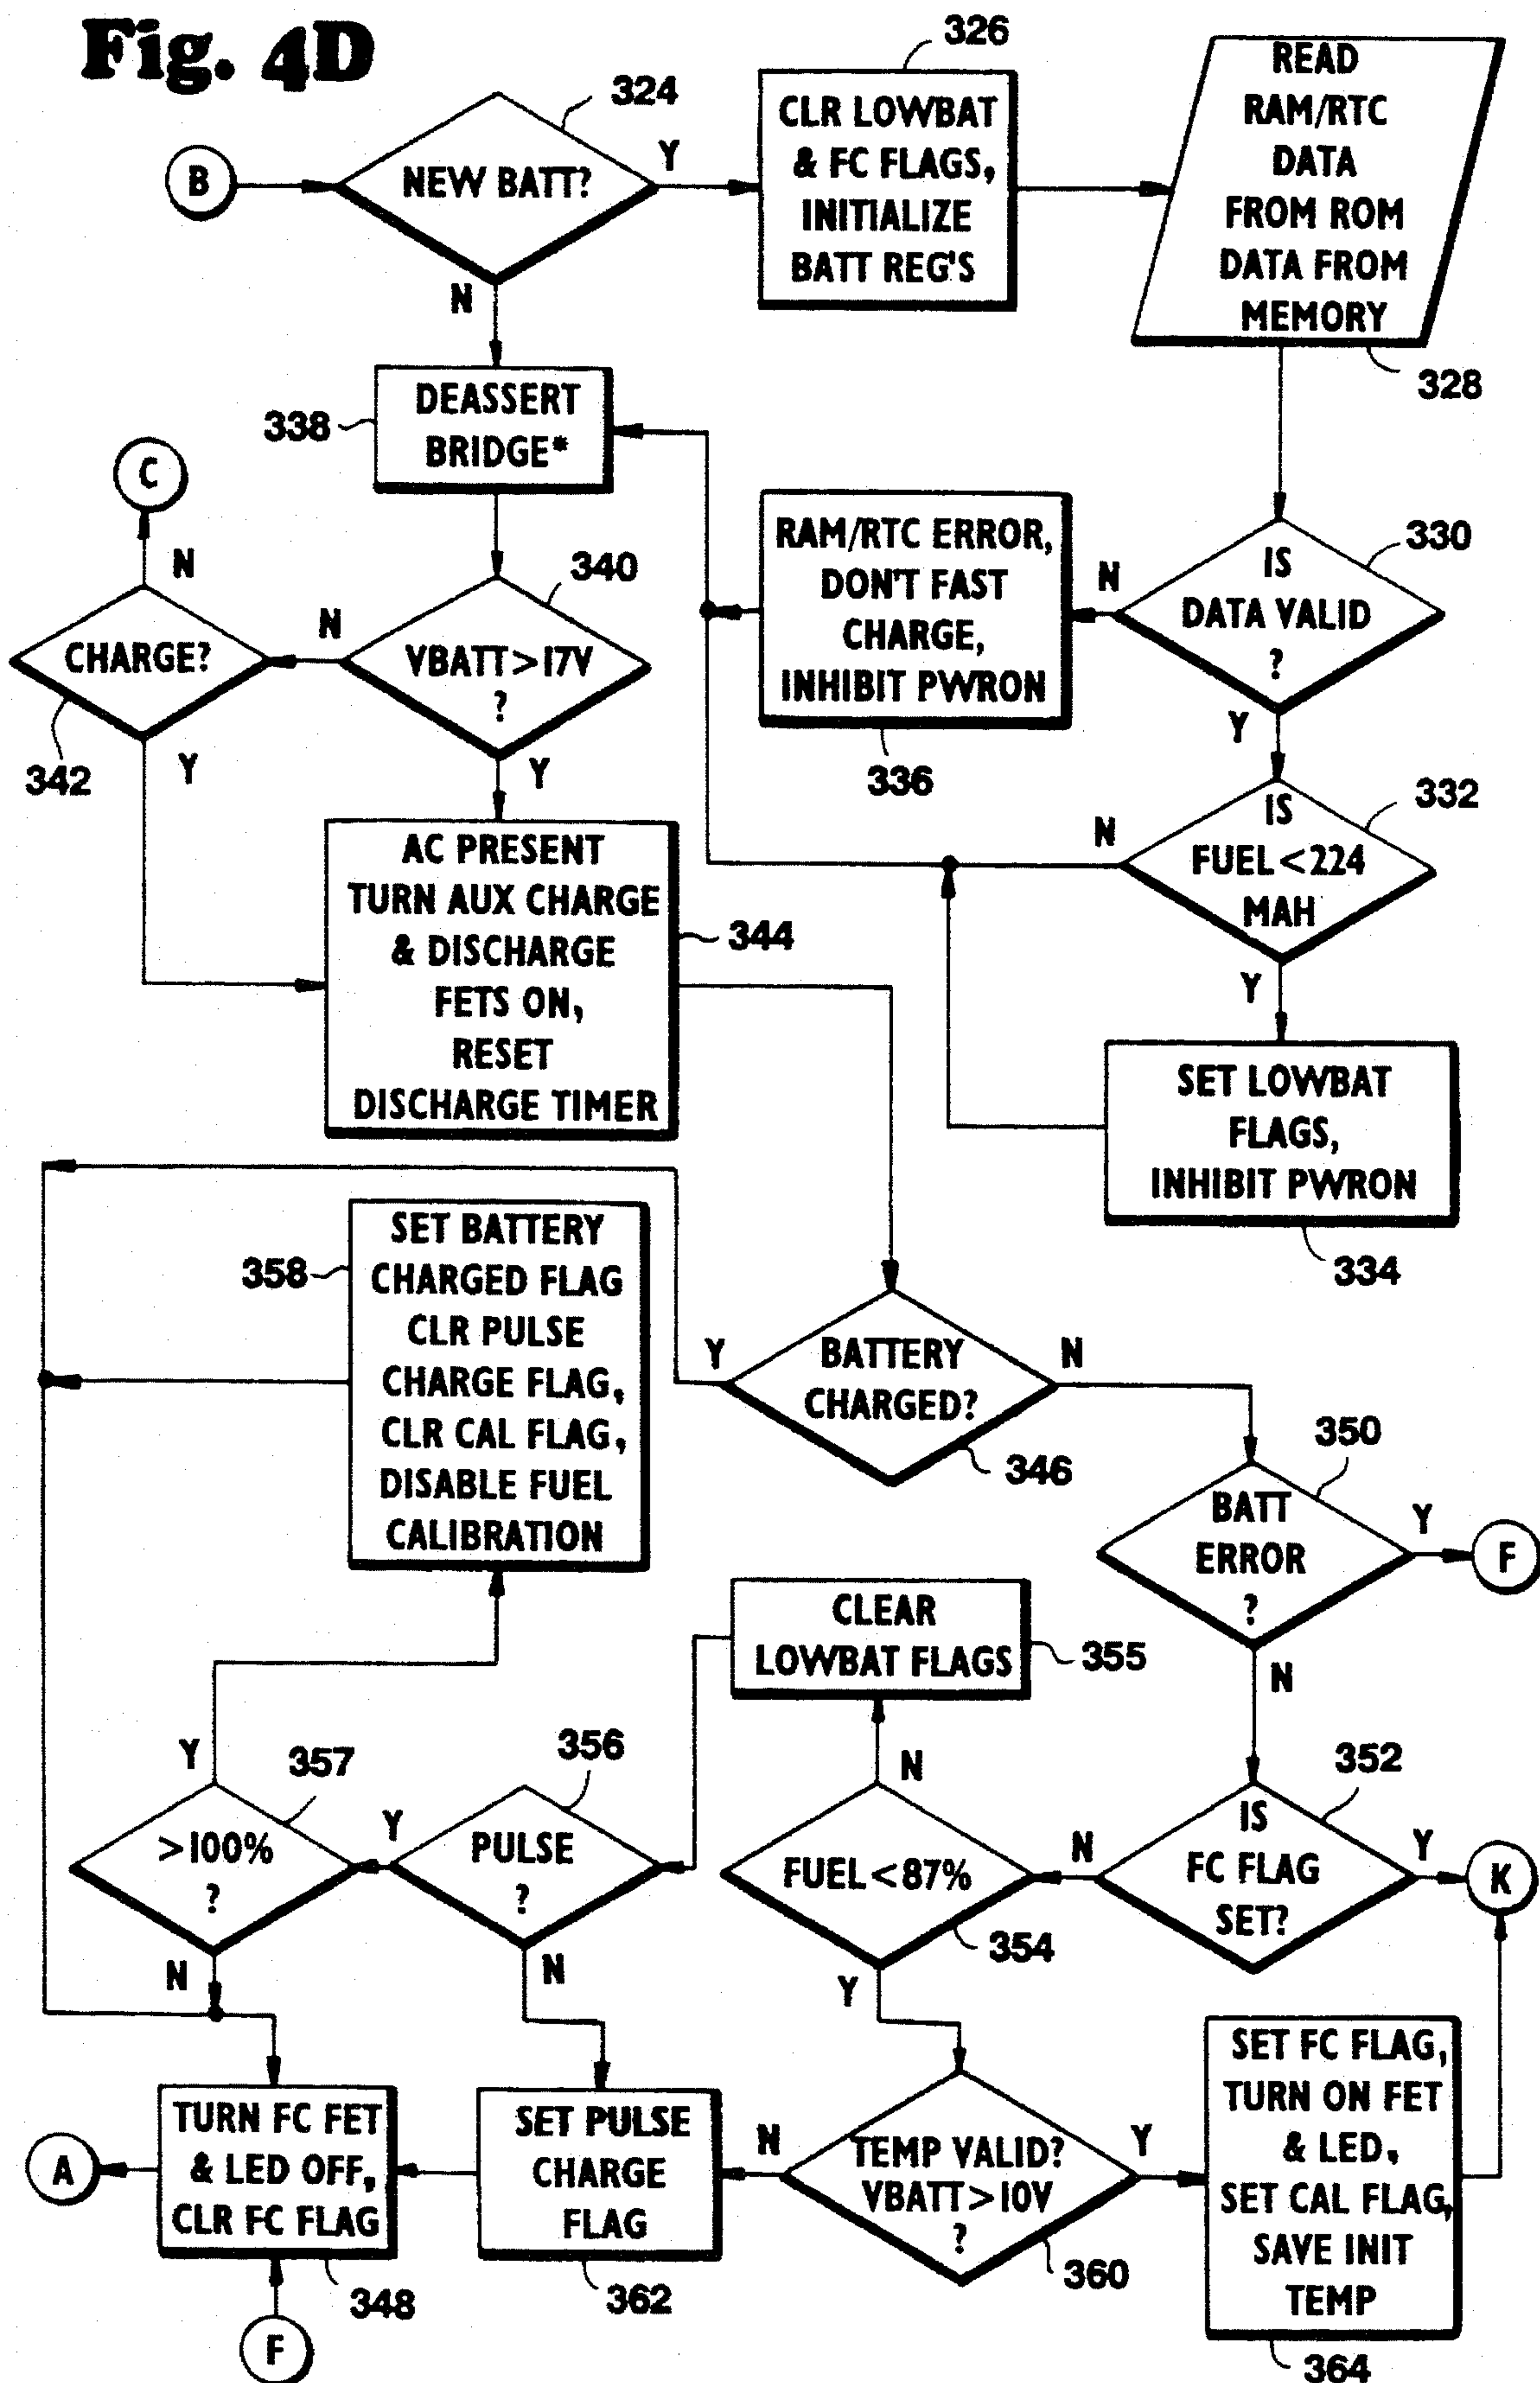 Fig. 4D
B
NEW BATT?
324
Y
N
CLR LOWBAT
& FC FLAGS,
INITIALIZE
BATT REG'S
326
READ
RAM/RTC
DATA
FROM ROM
DATA FROM
MEMORY
328
DEASSERT
BRIDGE*
338
C
N
CHARGE?
342
Y
N
VBATT>17V
?
340
Y
RAM/RTC ERROR,
DON'T FAST
CHARGE,
INHIBIT PWRON
336
N
IS
DATA VALID
?
330
Y
N
IS
FUEL<224
MAH
332
Y
AC PRESENT
TURN AUX CHARGE
& DISCHARGE
FETS ON,
RESET
DISCHARGE TIMER
344
SET LOWBAT
FLAGS,
INHIBIT PWRON
334
358
SET BATTERY
CHARGED FLAG
CLR PULSE
CHARGE FLAG,
CLR CAL FLAG,
DISABLE FUEL
CALIBRATION
Y
BATTERY
CHARGED?
N
346
350
BATT
ERROR
?
Y
F
N
CLEAR
LOWBAT FLAGS
355
Y
357
>100%
?
N
356
Y
PULSE
?
N
N
FUEL<87%
354
Y
352
N
IS
FC FLAG
SET?
Y
K
A
TURN FC FET
& LED OFF,
CLR FC FLAG
348
F
SET PULSE
CHARGE
FLAG
362
N
TEMP VALID?
VBATT>10V
?
Y
360
SET FC FLAG,
TURN ON FET
& LED,
SET CAL FLAG,
SAVE INIT
TEMP
364